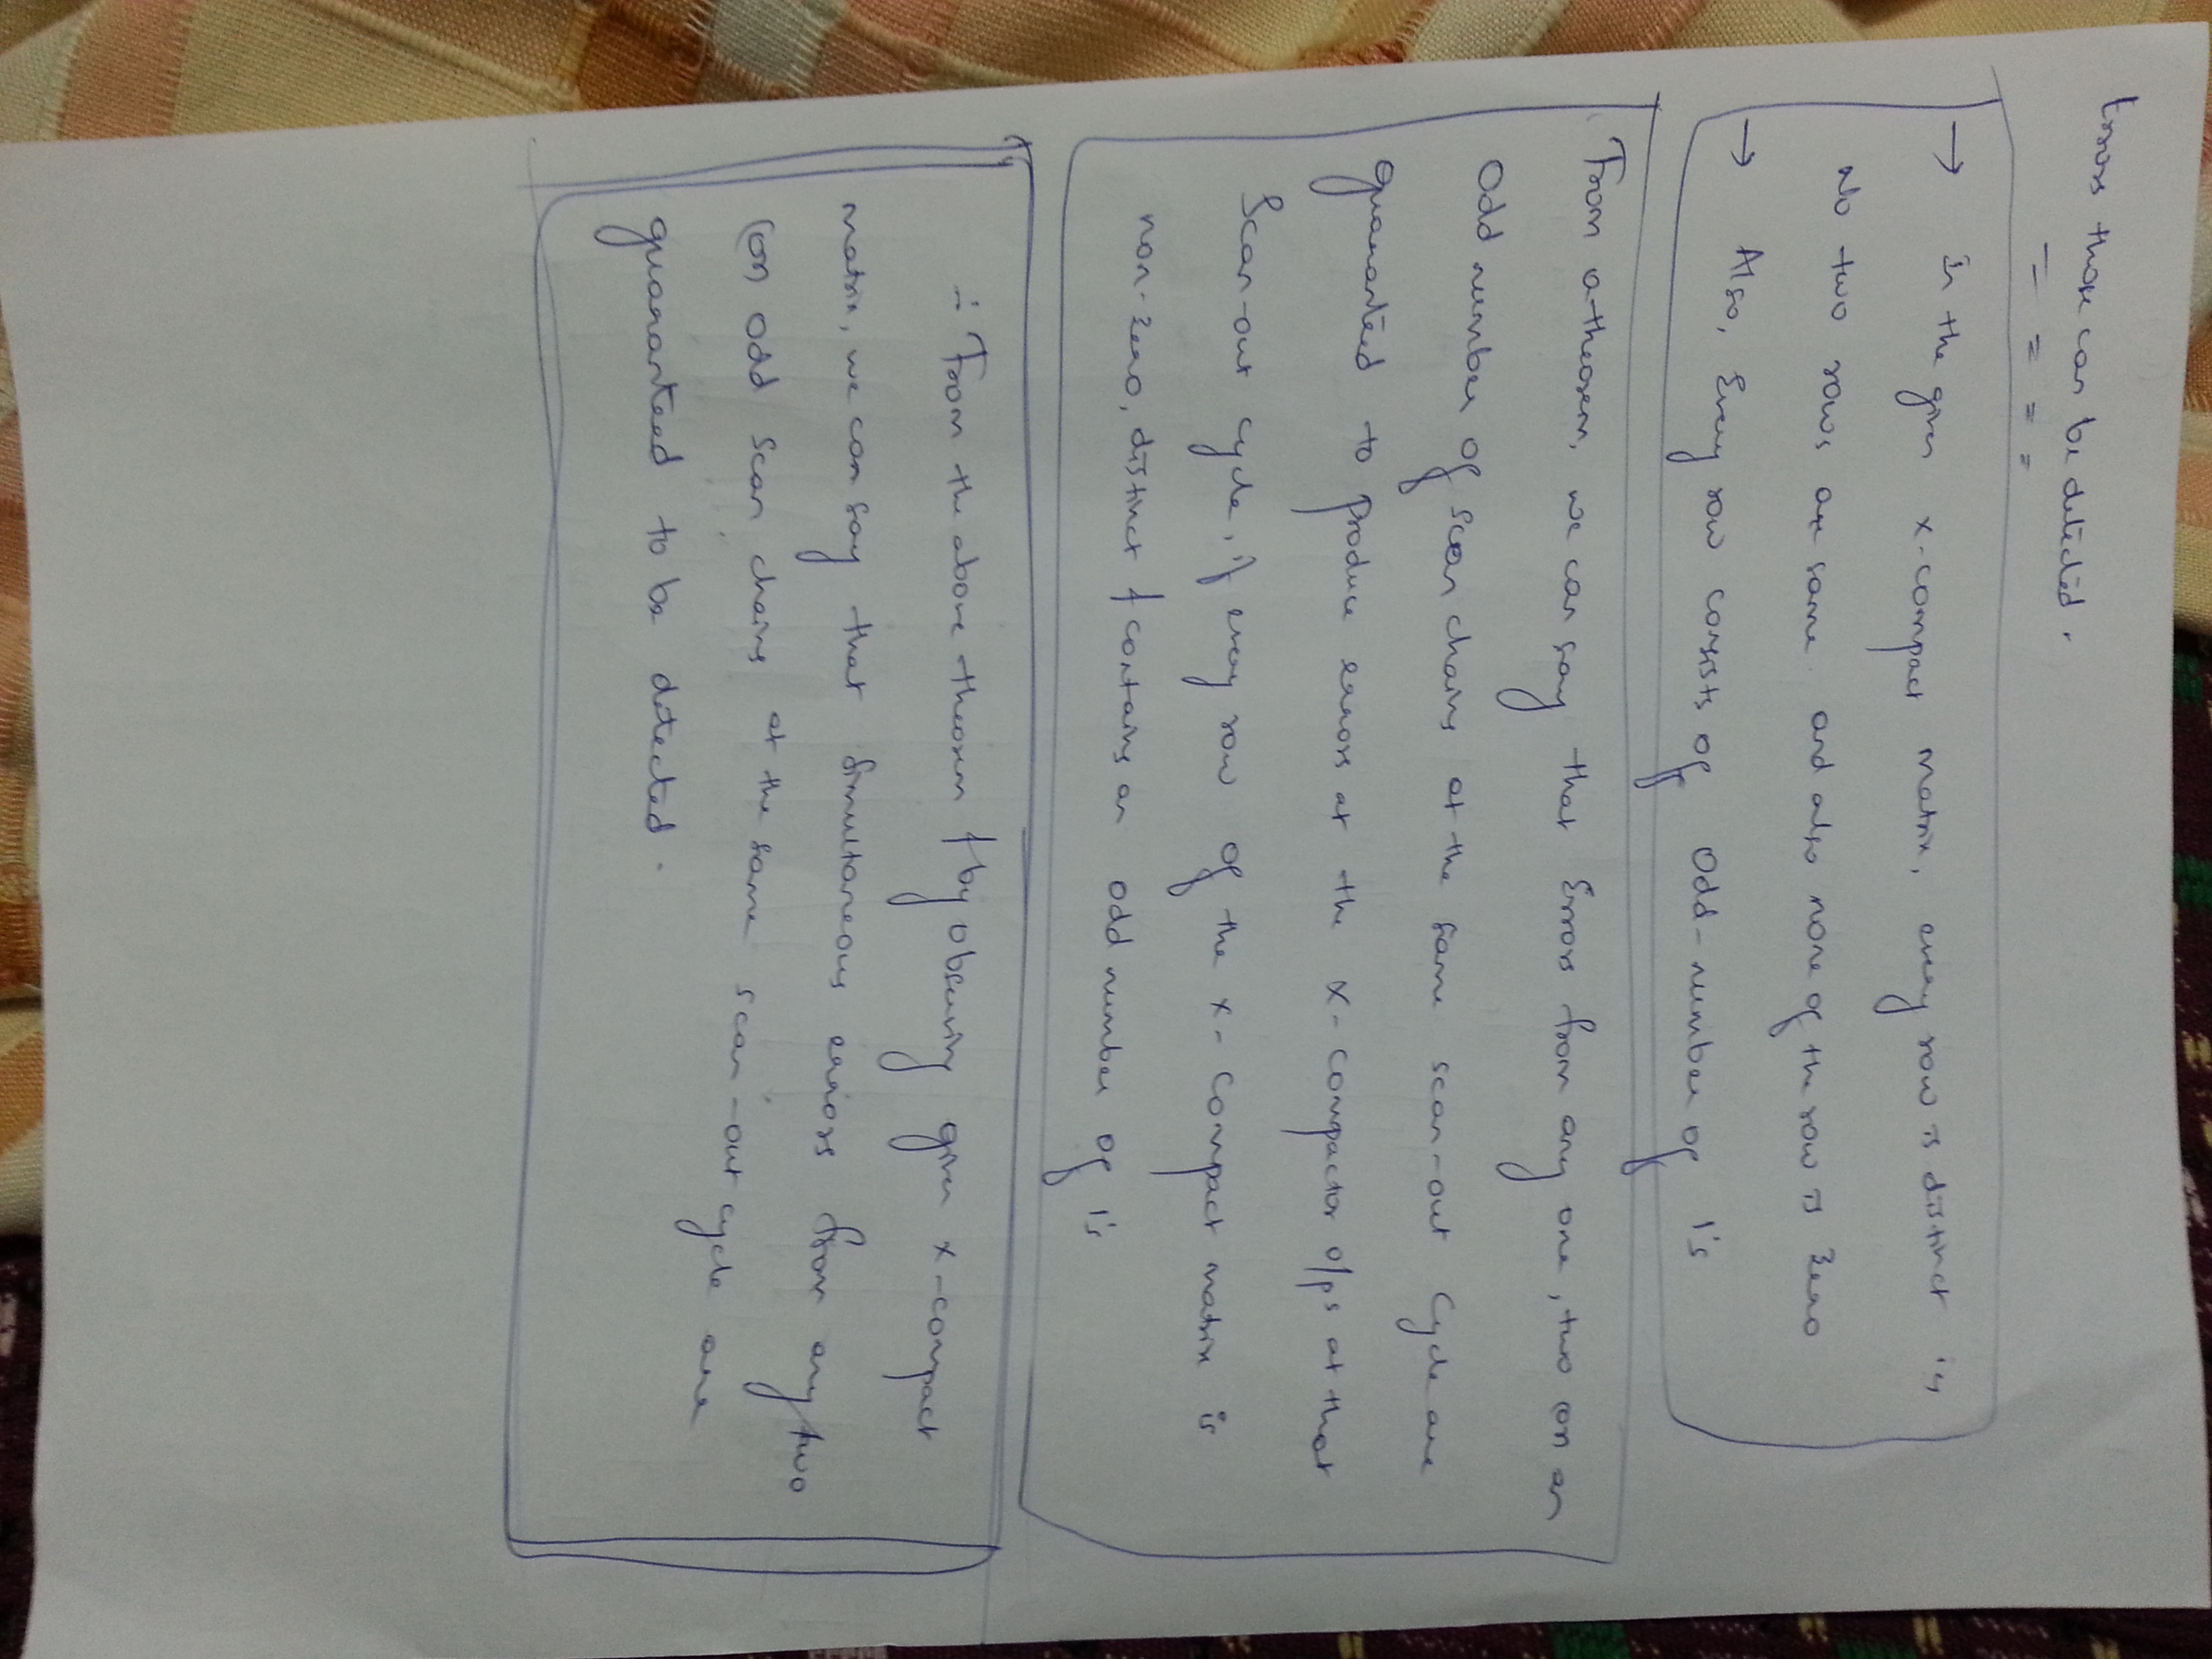 Errors those can be detected.
→ in the given x-compact matrix, every row is distinct ie
No two rows are same and also none of the row is zero
→ Also, Every row consists of odd-number of 1's
From a theorem, we can say that Errors from any one, two (or) an
odd number of scan chains at the same scan-out cycle are
guaranteed to produce errors at the x-compactor o/ps at that
scan-out cycle, if every row of the x-compact matrix is
non-zero, distinct & contains an odd number of 1's
∴ From the above theorem & by observing given x-compact
matrix, we can say that simultaneous errors from any two
(or) odd scan chains at the same scan-out cycle are
guaranteed to be detected.